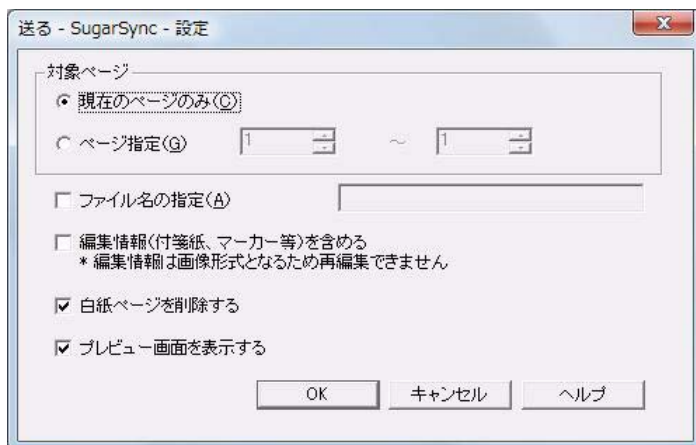 送る - SugarSync - 設定
対象ページ
現在のページのみ(C)
ページ指定(G) 1 ～ 1
ファイル名の指定(A)
編集情報(付箋紙、マーカー等)を含める
* 編集情報は画像形式となるため再編集できません
白紙ページを削除する
プレビュー画面を表示する
OK キャンセル ヘルプ